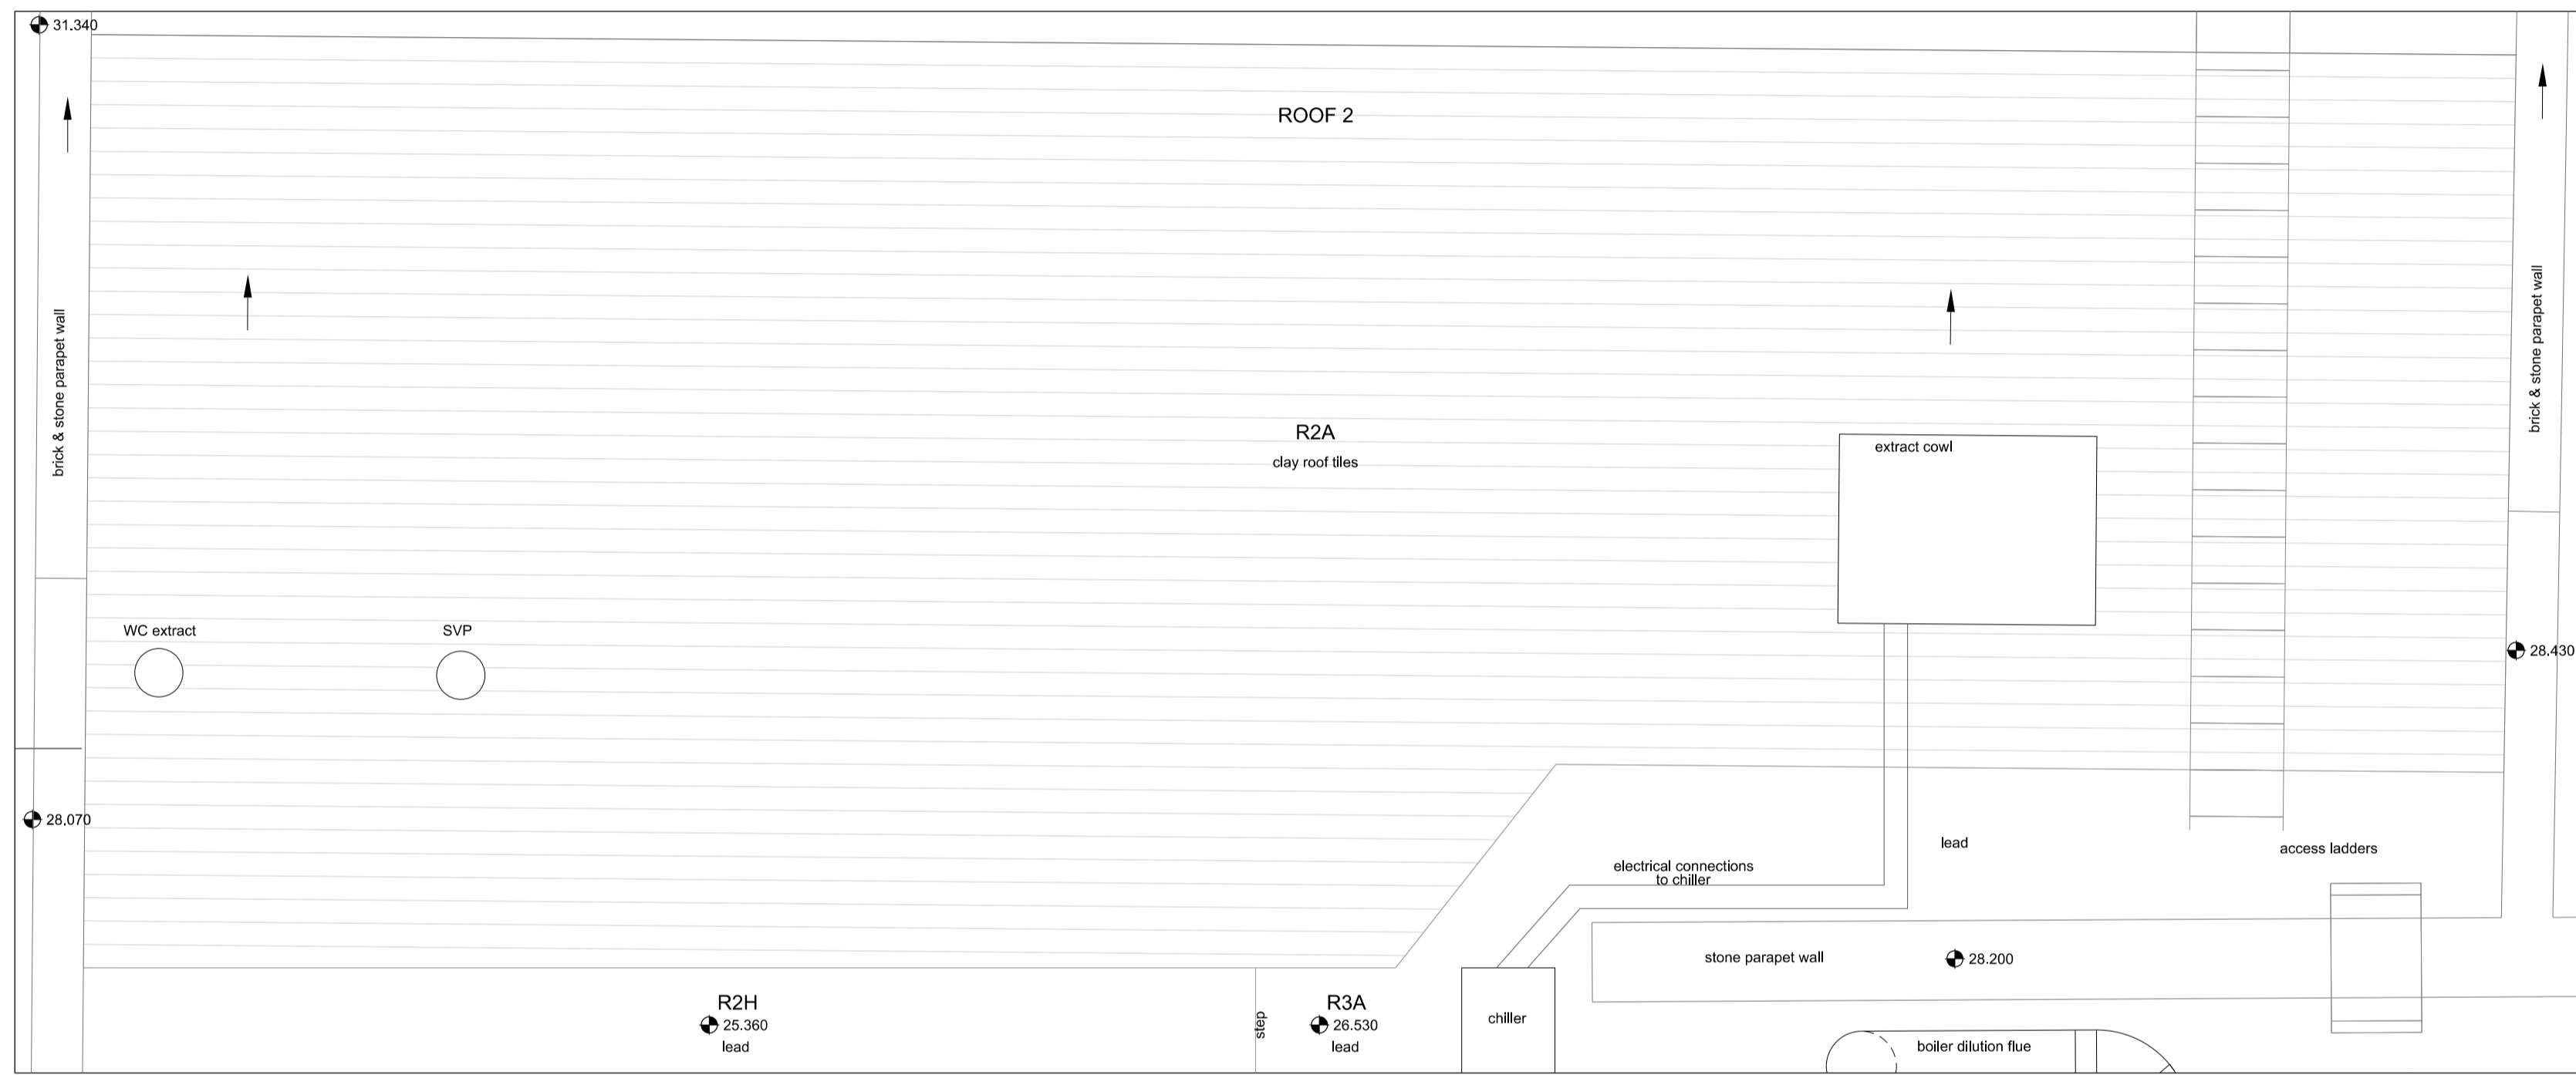 31.340
ROOF 2
brick & stone parapet wall
brick & stone parapet wall
R2A
clay roof tiles
extract cowl
WC extract
SVP
28.430
28.070
lead
access ladders
electrical connections
to chiller
stone parapet wall
28.200
R2H
25.360
lead
step
R3A
26.530
lead
chiller
boiler dilution flue